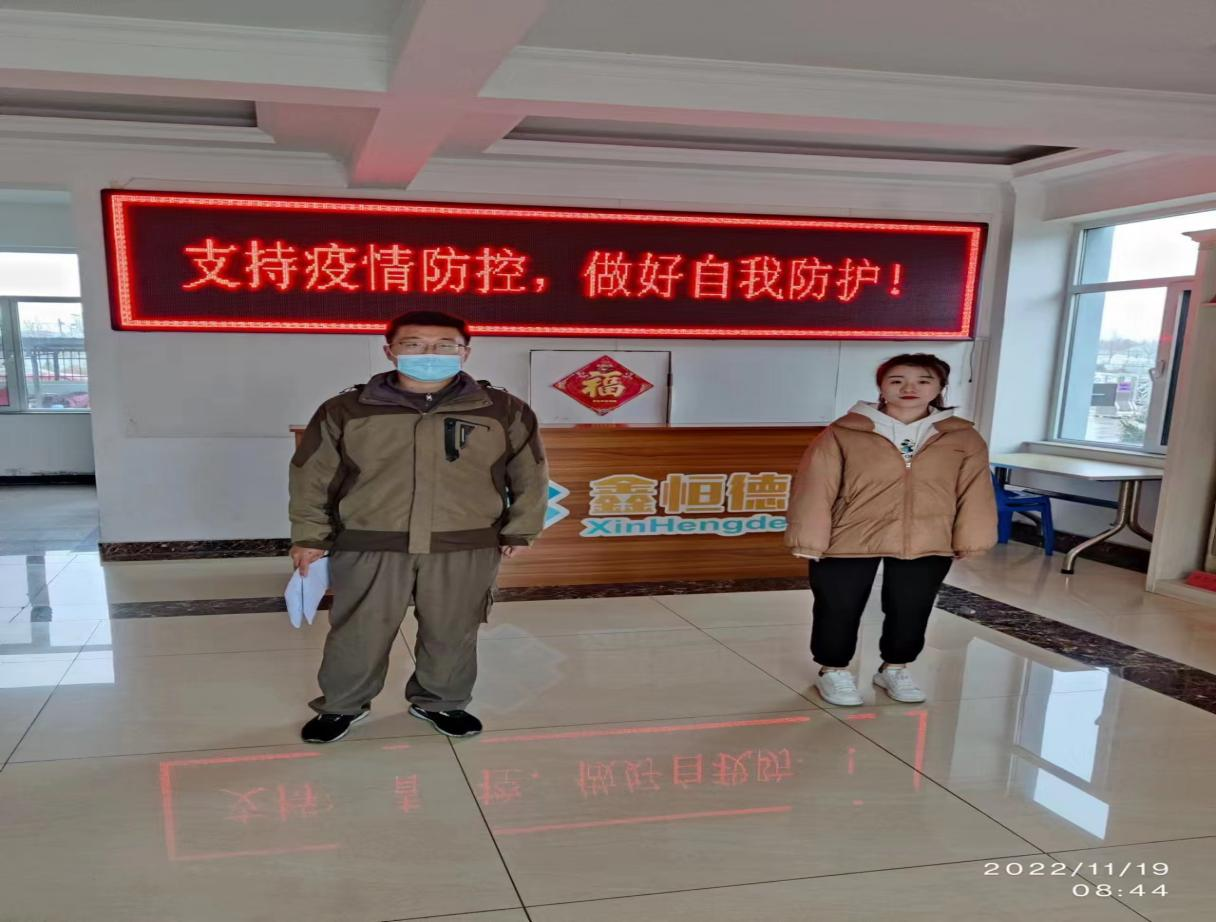 支持疫情防控，做好自我防护！
福
鑫恒德
XinHengde
2022/11/19
08:44